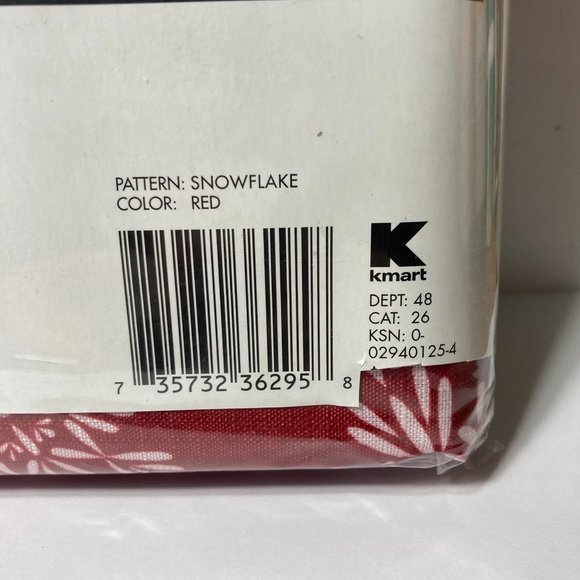 PATTERN: SNOWFLAKE
COLOR: RED
K
kmart
DEPT: 48
CAT: 26
KSN: 0-
02940125-4
7 35732 36295 8